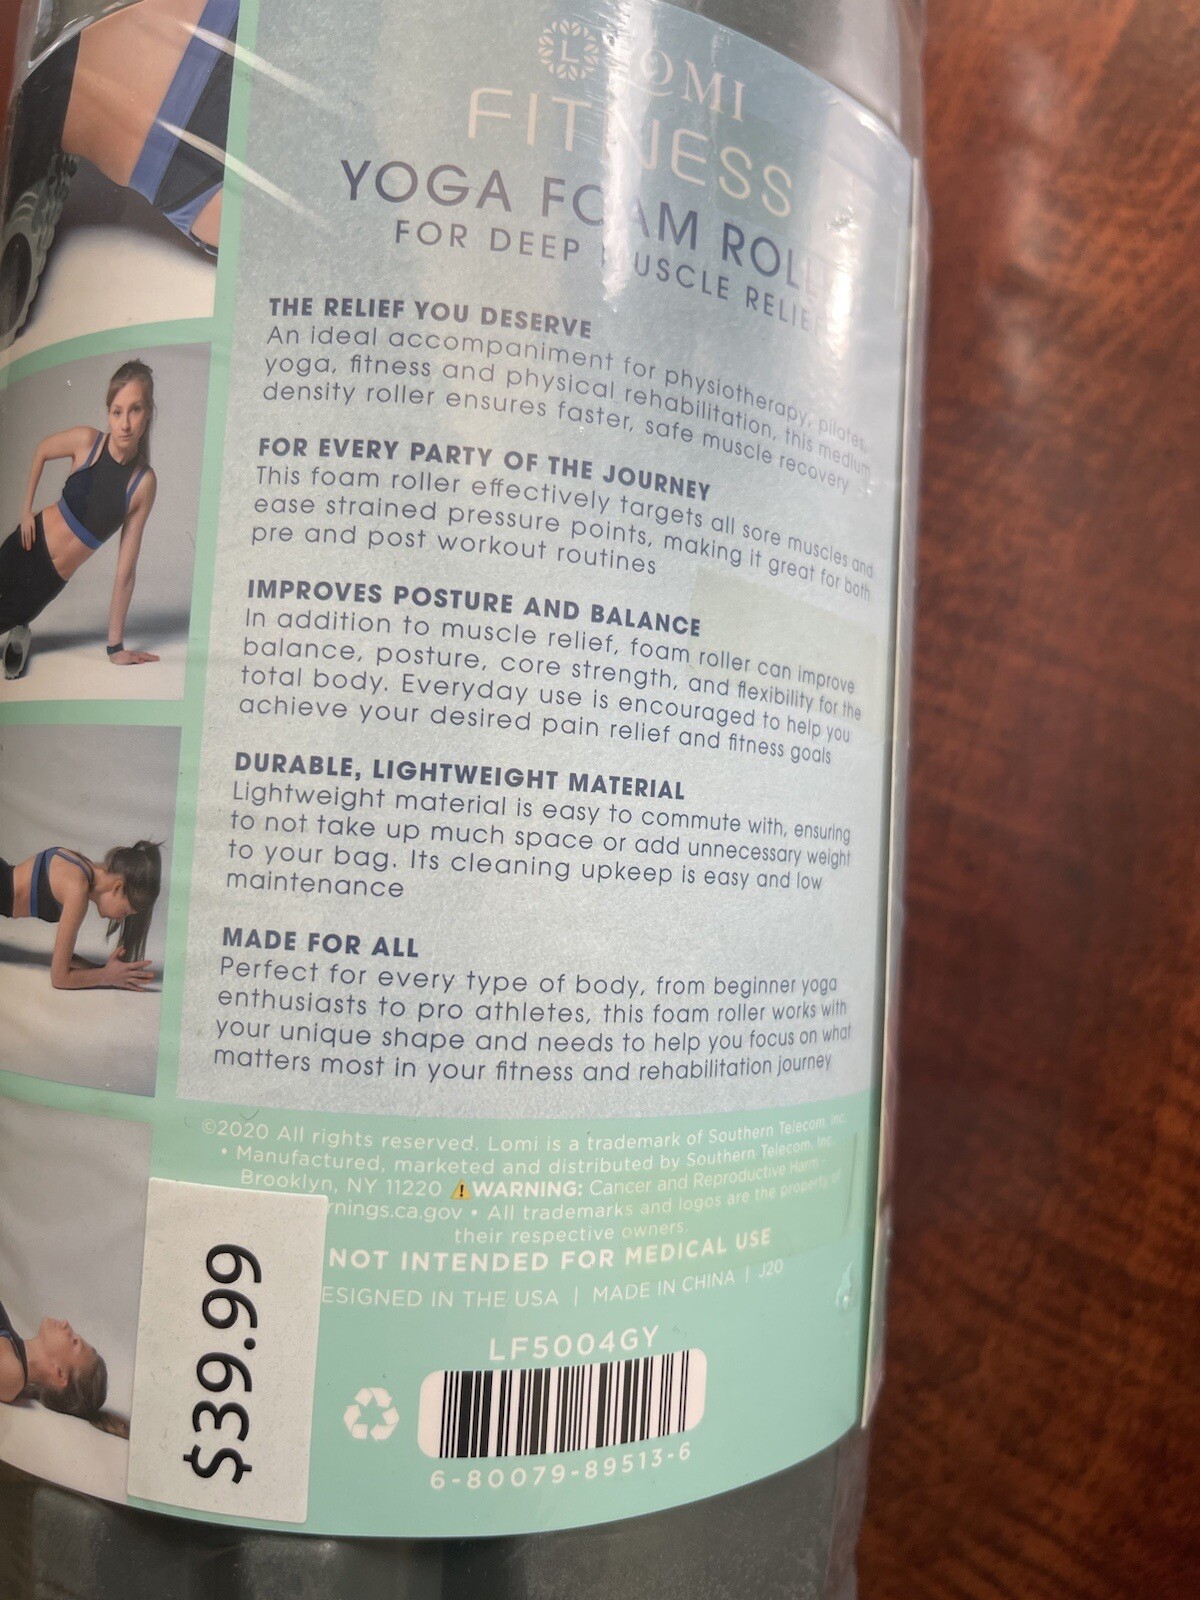 L LOMI
FITNESS
YOGA FOAM ROLL
FOR DEEP MUSCLE RELIEF
THE RELIEF YOU DESERVE
An ideal accompaniment for physiotherapy, pilates,
yoga, fitness and physical rehabilitation, this medium
density roller ensures faster, safe muscle recovery
FOR EVERY PARTY OF THE JOURNEY
This foam roller effectively targets all sore muscles and
ease strained pressure points, making it great for both
pre and post workout routines
IMPROVES POSTURE AND BALANCE
In addition to muscle relief, foam roller can improve
balance, posture, core strength, and flexibility for the
total body. Everyday use is encouraged to help you
achieve your desired pain relief and fitness goals
DURABLE, LIGHTWEIGHT MATERIAL
Lightweight material is easy to commute with, ensuring
to not take up much space or add unnecessary weight
to your bag. Its cleaning upkeep is easy and low
maintenance
MADE FOR ALL
Perfect for every type of body, from beginner yoga
enthusiasts to pro athletes, this foam roller works with
your unique shape and needs to help you focus on what
matters most in your fitness and rehabilitation journey
©2020 All rights reserved. Lomi is a trademark of Southern Telecom, Inc.
• Manufactured, marketed and distributed by Southern Telecom, Inc.
Brooklyn, NY 11220 ⚠WARNING: Cancer and Reproductive Harm -
rnings.ca.gov • All trademarks and logos are the property of
their respective owners.
NOT INTENDED FOR MEDICAL USE
ESIGNED IN THE USA | MADE IN CHINA | J20
LF5004GY
6-80079-89513-6
$39.99